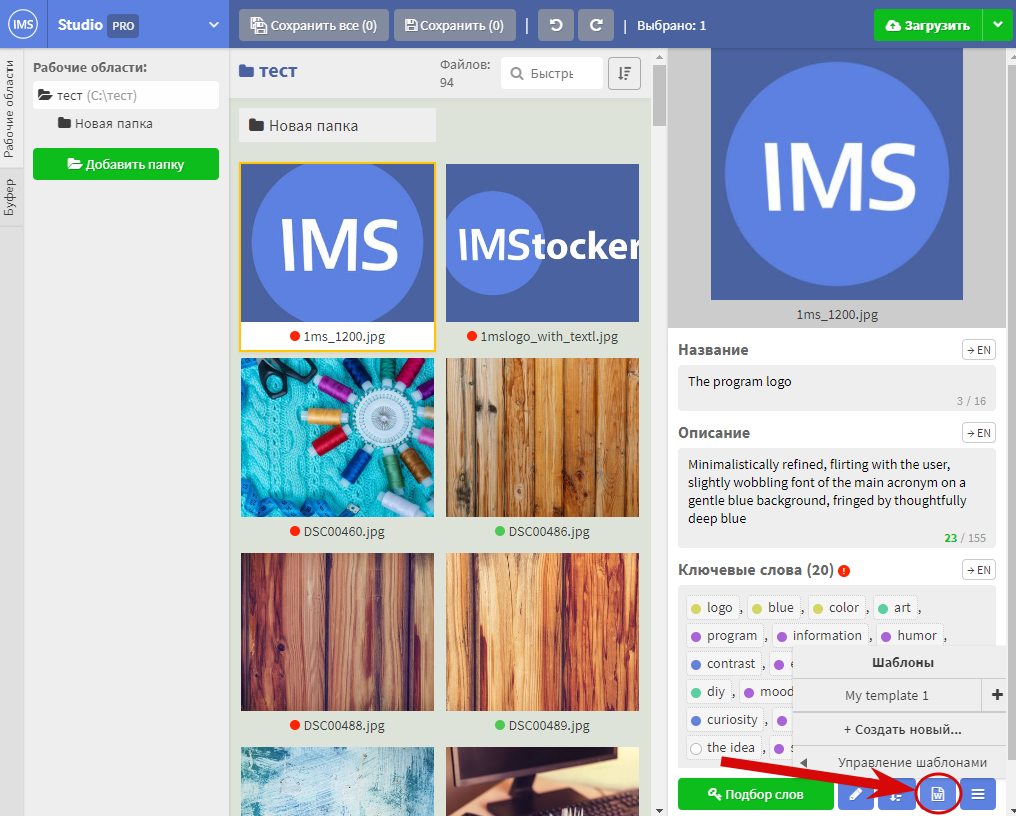 IMS
Studio PRO
Сохранить все (0)
Сохранить (0)
|
|
Выбрано: 1
Загрузить
Рабочие области
Буфер
Рабочие области:
тест (C:\тест)
Новая папка
Добавить папку
тест
Файлов:
94
Быстрь
Новая папка
IMS
1ms_1200.jpg
IMStocker
1mslogo_with_textl.jpg
DSC00460.jpg
DSC00486.jpg
DSC00488.jpg
DSC00489.jpg
IMS
1ms_1200.jpg
Название
→ EN
The program logo
3 / 16
Описание
→ EN
Minimalistically refined, flirting with the user,
slightly wobbling font of the main acronym on a
gentle blue background, fringed by thoughtfully
deep blue
23 / 155
Ключевые слова (20)
→ EN
logo , blue , color , art ,
program , information , humor ,
contrast ,
diy , mood
curiosity ,
the idea ,
Шаблоны
My template 1 +
+ Создать новый...
Управление шаблонами
Подбор слов
W